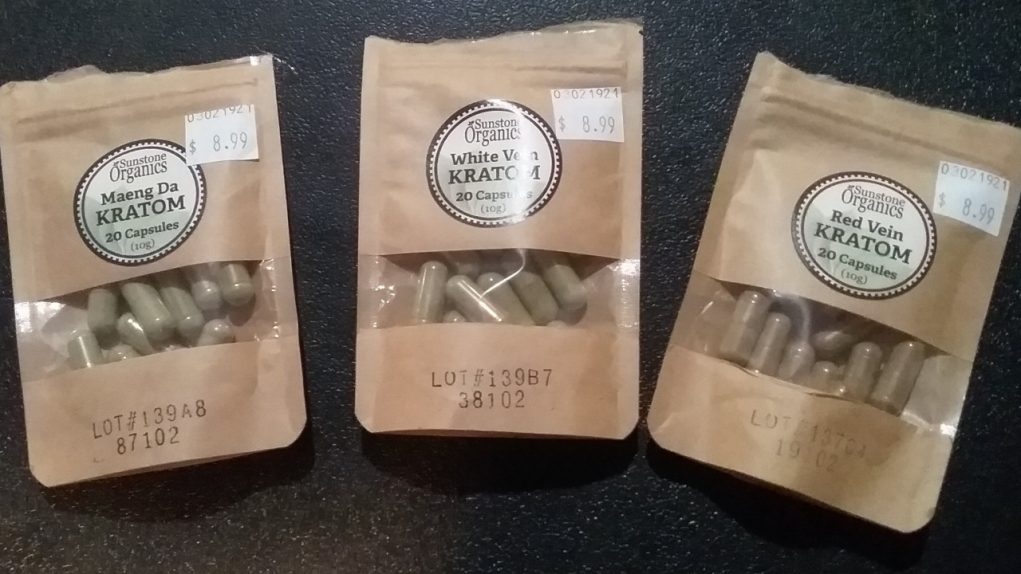 03021921
$ 8.99
Sunstone
Organics
Maeng Da
KRATOM
20 Capsules
(10g)
LOT#139A8
87102
03021921
$ 8.99
Sunstone
Organics
White Vein
KRATOM
20 Capsules
(10g)
LOT#139B7
38102
03021921
$ 8.99
Sunstone
Organics
Red Vein
KRATOM
20 Capsules
(10g)